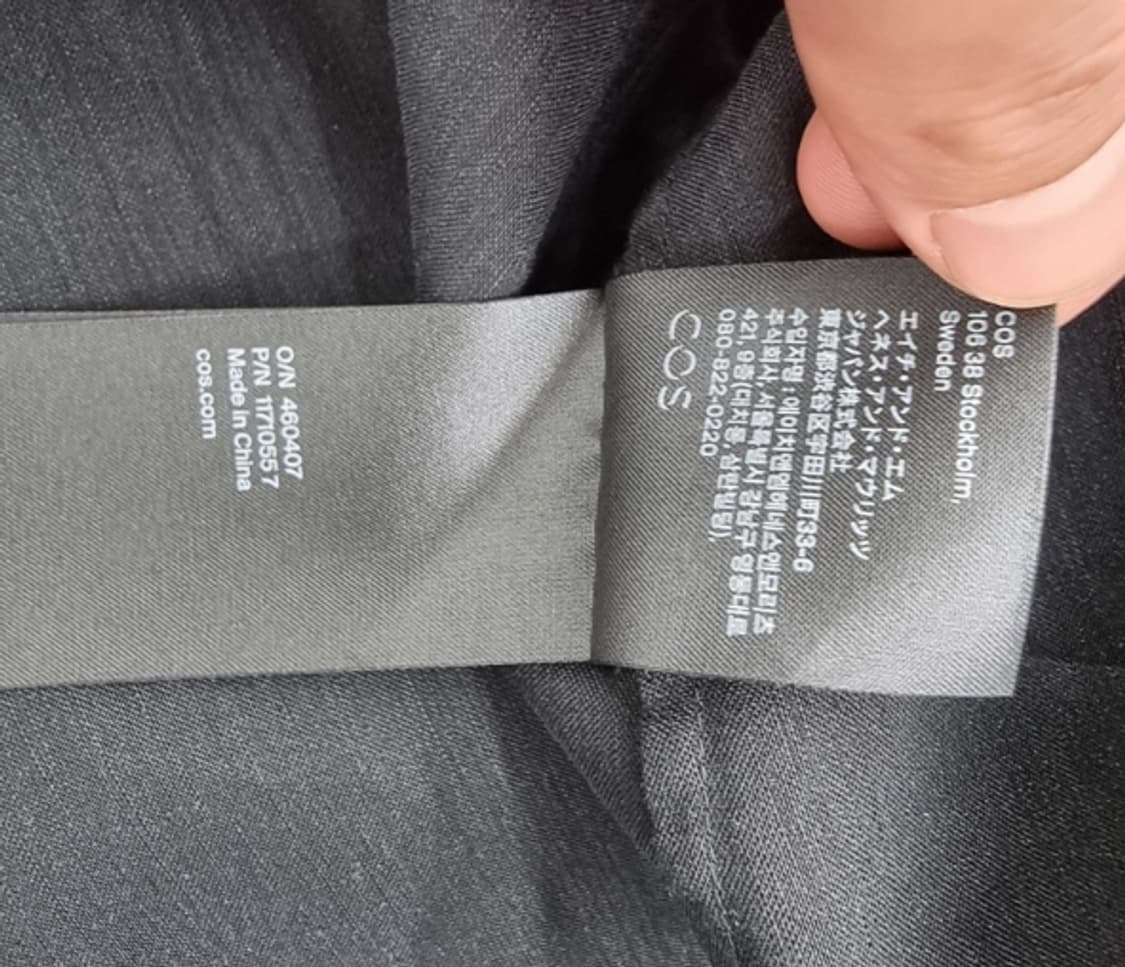 COS
106 38 Stockholm,
Sweden
エイチ・アンド・エム
ヘネス・アンド・マウリッツ
ジャパン株式会社
東京都渋谷区宇田川町33-6
수입자명 : 에이치앤엠헤네스앤모리츠
주식회사 서울특별시 강남구 영동대로
421, 9층(대치동, 삼탄빌딩),
080-822-0220
COS
O/N 460407
P/N 1171055 7
Made in China
cos.com